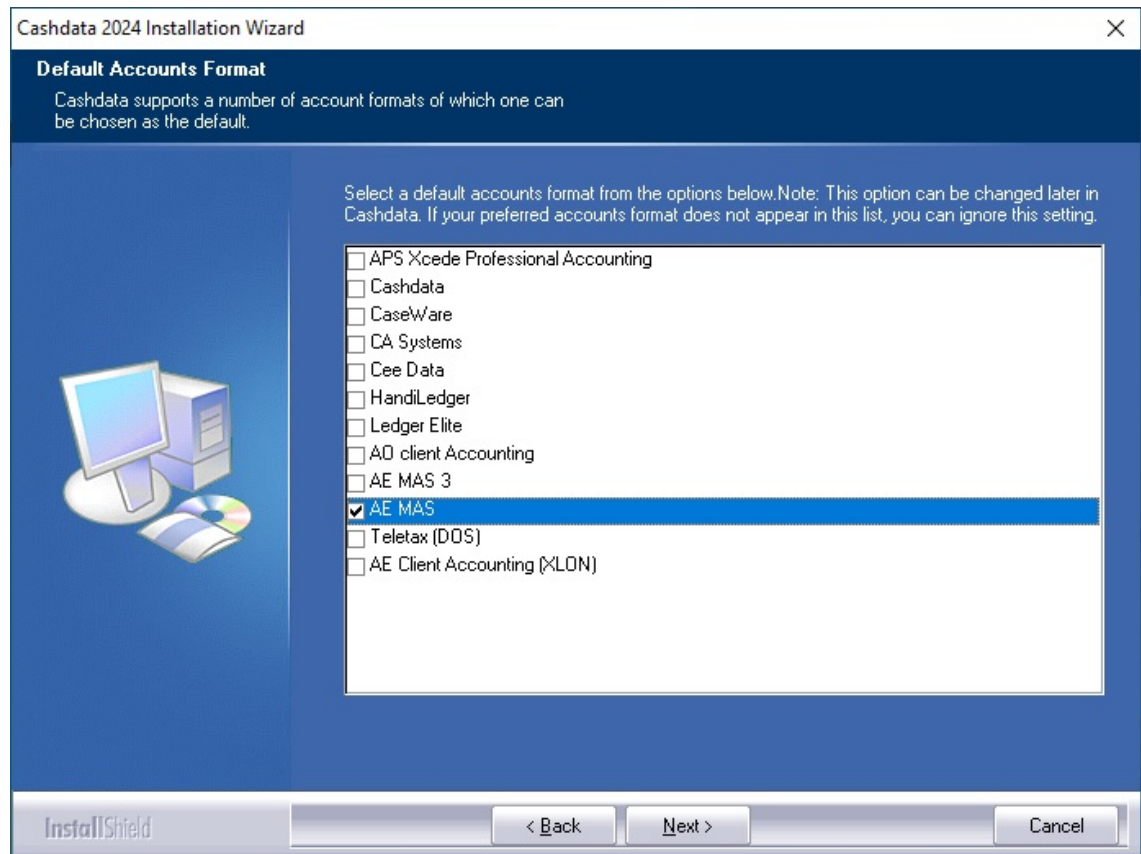 Cashdata 2024 Installation Wizard
Default Accounts Format
Cashdata supports a number of account formats of which one can
be chosen as the default.
Select a default accounts format from the options below.Note: This option can be changed later in
Cashdata. If your preferred accounts format does not appear in this list, you can ignore this setting.
APS Xcede Professional Accounting
Cashdata
CaseWare
CA Systems
Cee Data
HandiLedger
Ledger Elite
AO client Accounting
AE MAS 3
AE MAS
Teletax (DOS)
AE Client Accounting (XLON)
InstallShield
< Back
Next >
Cancel